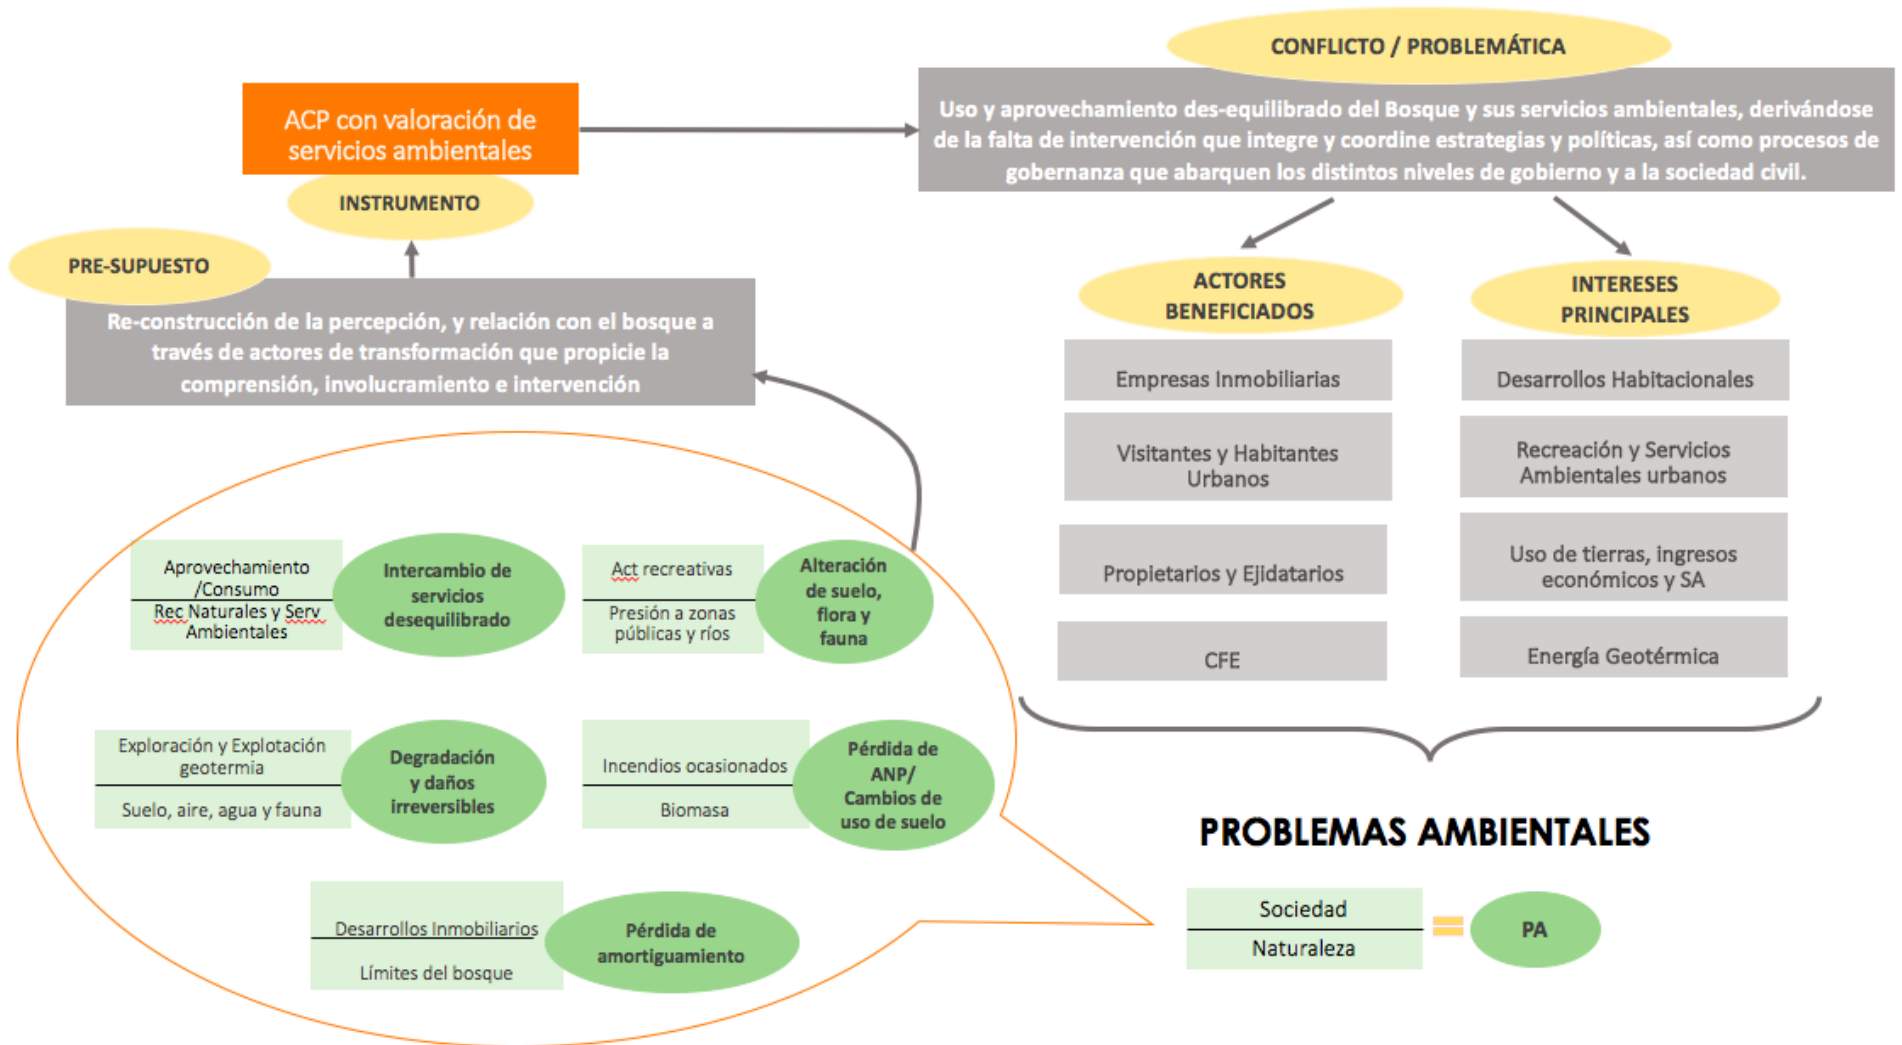 CONFLICTO / PROBLEMÁTICA
Uso y aprovechamiento des-equilibrado del Bosque y sus servicios ambientales, derivándose
de la falta de intervención que integre y coordine estrategias y políticas, así como procesos de
gobernanza que abarquen los distintos niveles de gobierno y a la sociedad civil.
ACP con valoración de
servicios ambientales
INSTRUMENTO
PRE-SUPUESTO
Re-construcción de la percepción, y relación con el bosque a
través de actores de transformación que propicie la
comprensión, involucramiento e intervención
ACTORES
BENEFICIADOS
Empresas Inmobiliarias
Visitantes y Habitantes
Urbanos
Propietarios y Ejidatarios
CFE
INTERESES
PRINCIPALES
Desarrollos Habitacionales
Recreación y Servicios
Ambientales urbanos
Uso de tierras, ingresos
económicos y SA
Energía Geotérmica
Aprovechamiento
/Consumo
Rec Naturales y Serv
Ambientales
Intercambio de
servicios
desequilibrado
Act recreativas
Presión a zonas
públicas y ríos
Alteración
de suelo,
flora y
fauna
Exploración y Explotación
geotermia
Suelo, aire, agua y fauna
Degradación
y daños
irreversibles
Incendios ocasionados
Biomasa
Pérdida de
ANP/
Cambios de
uso de suelo
Desarrollos Inmobiliarios
Límites del bosque
Pérdida de
amortiguamiento
PROBLEMAS AMBIENTALES
Sociedad
Naturaleza
=
PA